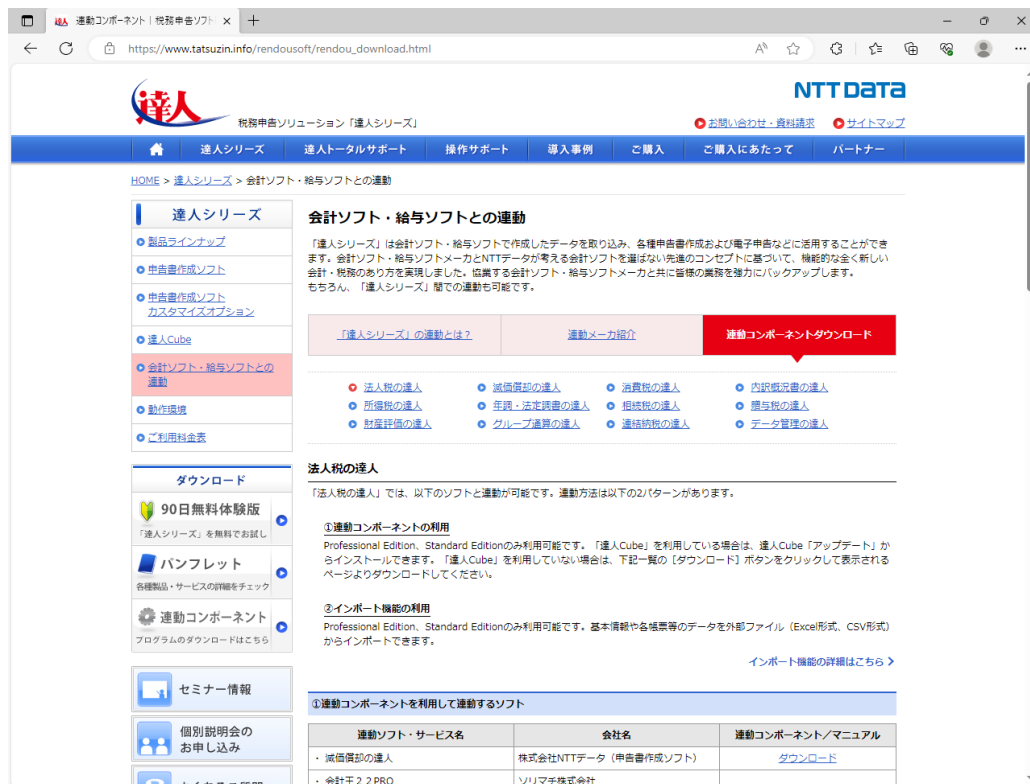 連動コンポーネント | 税務申告ソフト
https://www.tatsuzin.info/rendousoft/rendou_download.html
達人
税務申告ソリューション「達人シリーズ」
NTT DATA
お問い合わせ・資料請求 サイトマップ
達人シリーズ 達人トータルサポート 操作サポート 導入事例 ご購入 ご購入にあたって パートナー
HOME > 達人シリーズ > 会計ソフト・給与ソフトとの連動
達人シリーズ
製品ラインナップ
申告書作成ソフト
申告書作成ソフト
カスタマイズオプション
達人Cube
会計ソフト・給与ソフトとの
連動
動作環境
ご利用料金表
ダウンロード
90日無料体験版
「達人シリーズ」を無料でお試し
パンフレット
各種製品・サービスの詳細をチェック
連動コンポーネント
プログラムのダウンロードはこちら
セミナー情報
個別説明会の
お申し込み
会計ソフト・給与ソフトとの連動
「達人シリーズ」は会計ソフト・給与ソフトで作成したデータを取り込み、各種申告書作成および電子申告などに活用することができ
ます。会計ソフト・給与ソフトメーカとNTTデータが考える会計ソフトを選ばない先進のコンセプトに基づいて、機能的な全く新しい
会計・税務のあり方を実現しました。協業する会計ソフト・給与ソフトメーカと共に皆様の業務を強力にバックアップします。
もちろん、「達人シリーズ」間での連動も可能です。
「達人シリーズ」の連動とは？ 連動メーカ紹介 連動コンポーネントダウンロード
法人税の達人 減価償却の達人 消費税の達人 内訳概況書の達人
所得税の達人 年調・法定調書の達人 相続税の達人 贈与税の達人
財産評価の達人 グループ通算の達人 連結納税の達人 データ管理の達人
法人税の達人
「法人税の達人」では、以下のソフトと連動が可能です。連動方法は以下の2パターンがあります。
①連動コンポーネントの利用
Professional Edition、Standard Editionのみ利用可能です。「達人Cube」を利用している場合は、達人Cube「アップデート」か
らインストールできます。「達人Cube」を利用していない場合は、下記一覧の［ダウンロード］ボタンをクリックして表示される
ページよりダウンロードしてください。
②インポート機能の利用
Professional Edition、Standard Editionのみ利用可能です。基本情報や各帳票等のデータを外部ファイル（Excel形式、CSV形式）
からインポートできます。
インポート機能の詳細はこちら
①連動コンポーネントを利用して連動するソフト
連動ソフト・サービス名 会社名 連動コンポーネント／マニュアル
・減価償却の達人 株式会社NTTデータ（申告書作成ソフト） ダウンロード
・会計王２２PRO ソリマチ株式会社